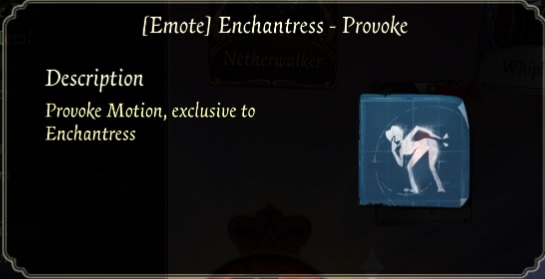 [Emote] Enchantress - Provoke
Netherwalker
Description
Provoke Motion, exclusive to
Enchantress